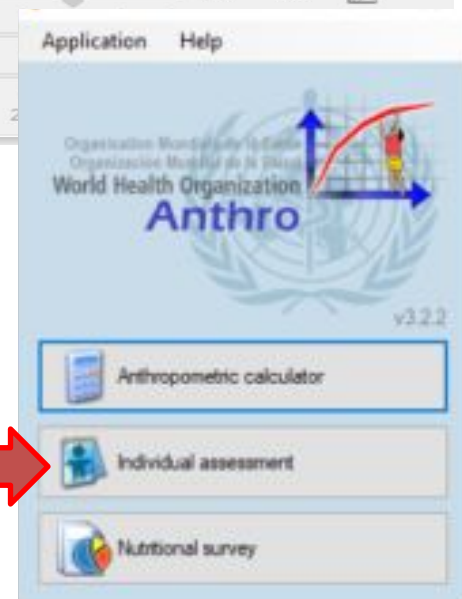 Application Help
Organisation Mondiale de la Santé
Organización Mundial de la Salud
World Health Organization
Anthro
v3.2.2
Anthropometric calculator
Individual assessment
Nutritional survey